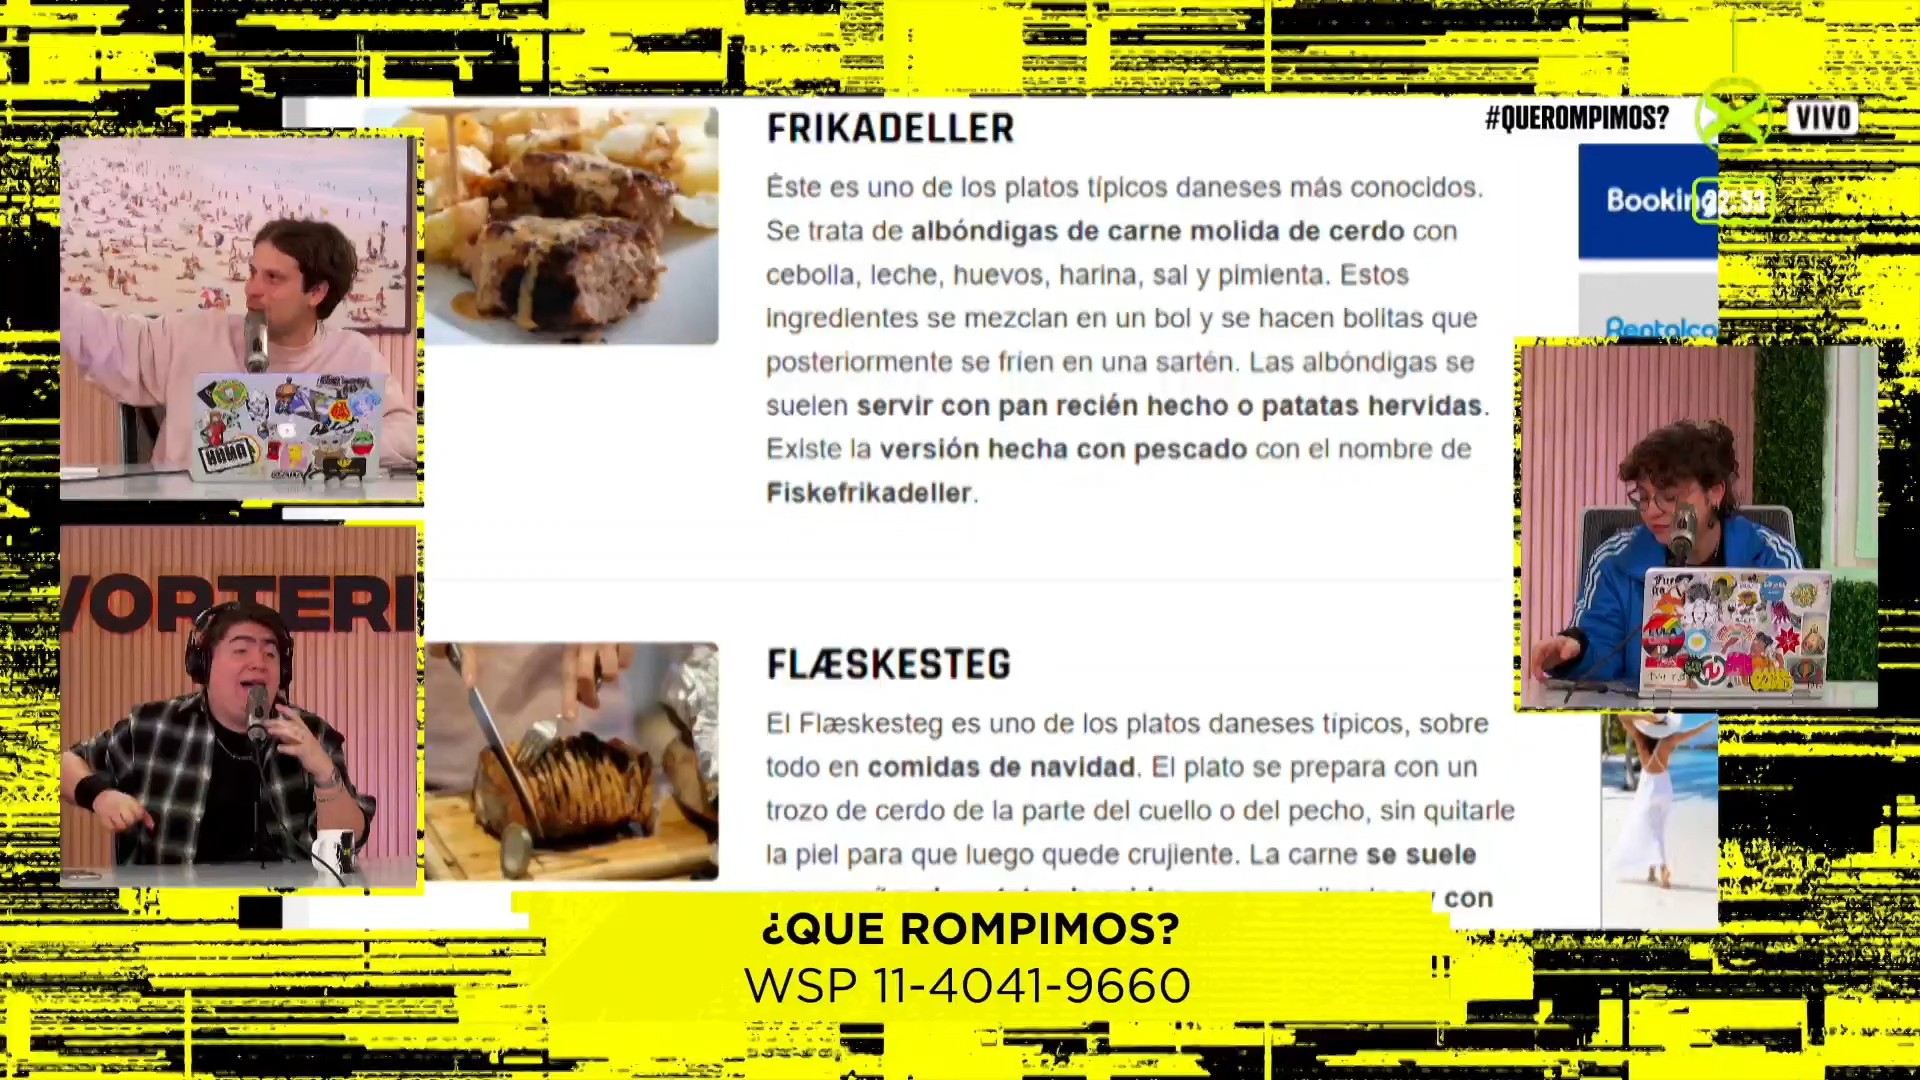 #QUEROMPIMOS?
VIVO
FRIKADELLER
Éste es uno de los platos típicos daneses más conocidos.
Se trata de albóndigas de carne molida de cerdo con
cebolla, leche, huevos, harina, sal y pimienta. Estos
ingredientes se mezclan en un bol y se hacen bolitas que
posteriormente se fríen en una sartén. Las albóndigas se
suelen servir con pan recién hecho o patatas hervidas.
Existe la versión hecha con pescado con el nombre de
Fiskefrikadeller.
Booking
Rentalca
FLÆSKESTEG
El Flæskesteg es uno de los platos daneses típicos, sobre
todo en comidas de navidad. El plato se prepara con un
trozo de cerdo de la parte del cuello o del pecho, sin quitarle
la piel para que luego quede crujiente. La carne se suele
y con
VORTERI
HAMA
LULA
¿QUE ROMPIMOS?
WSP 11-4041-9660